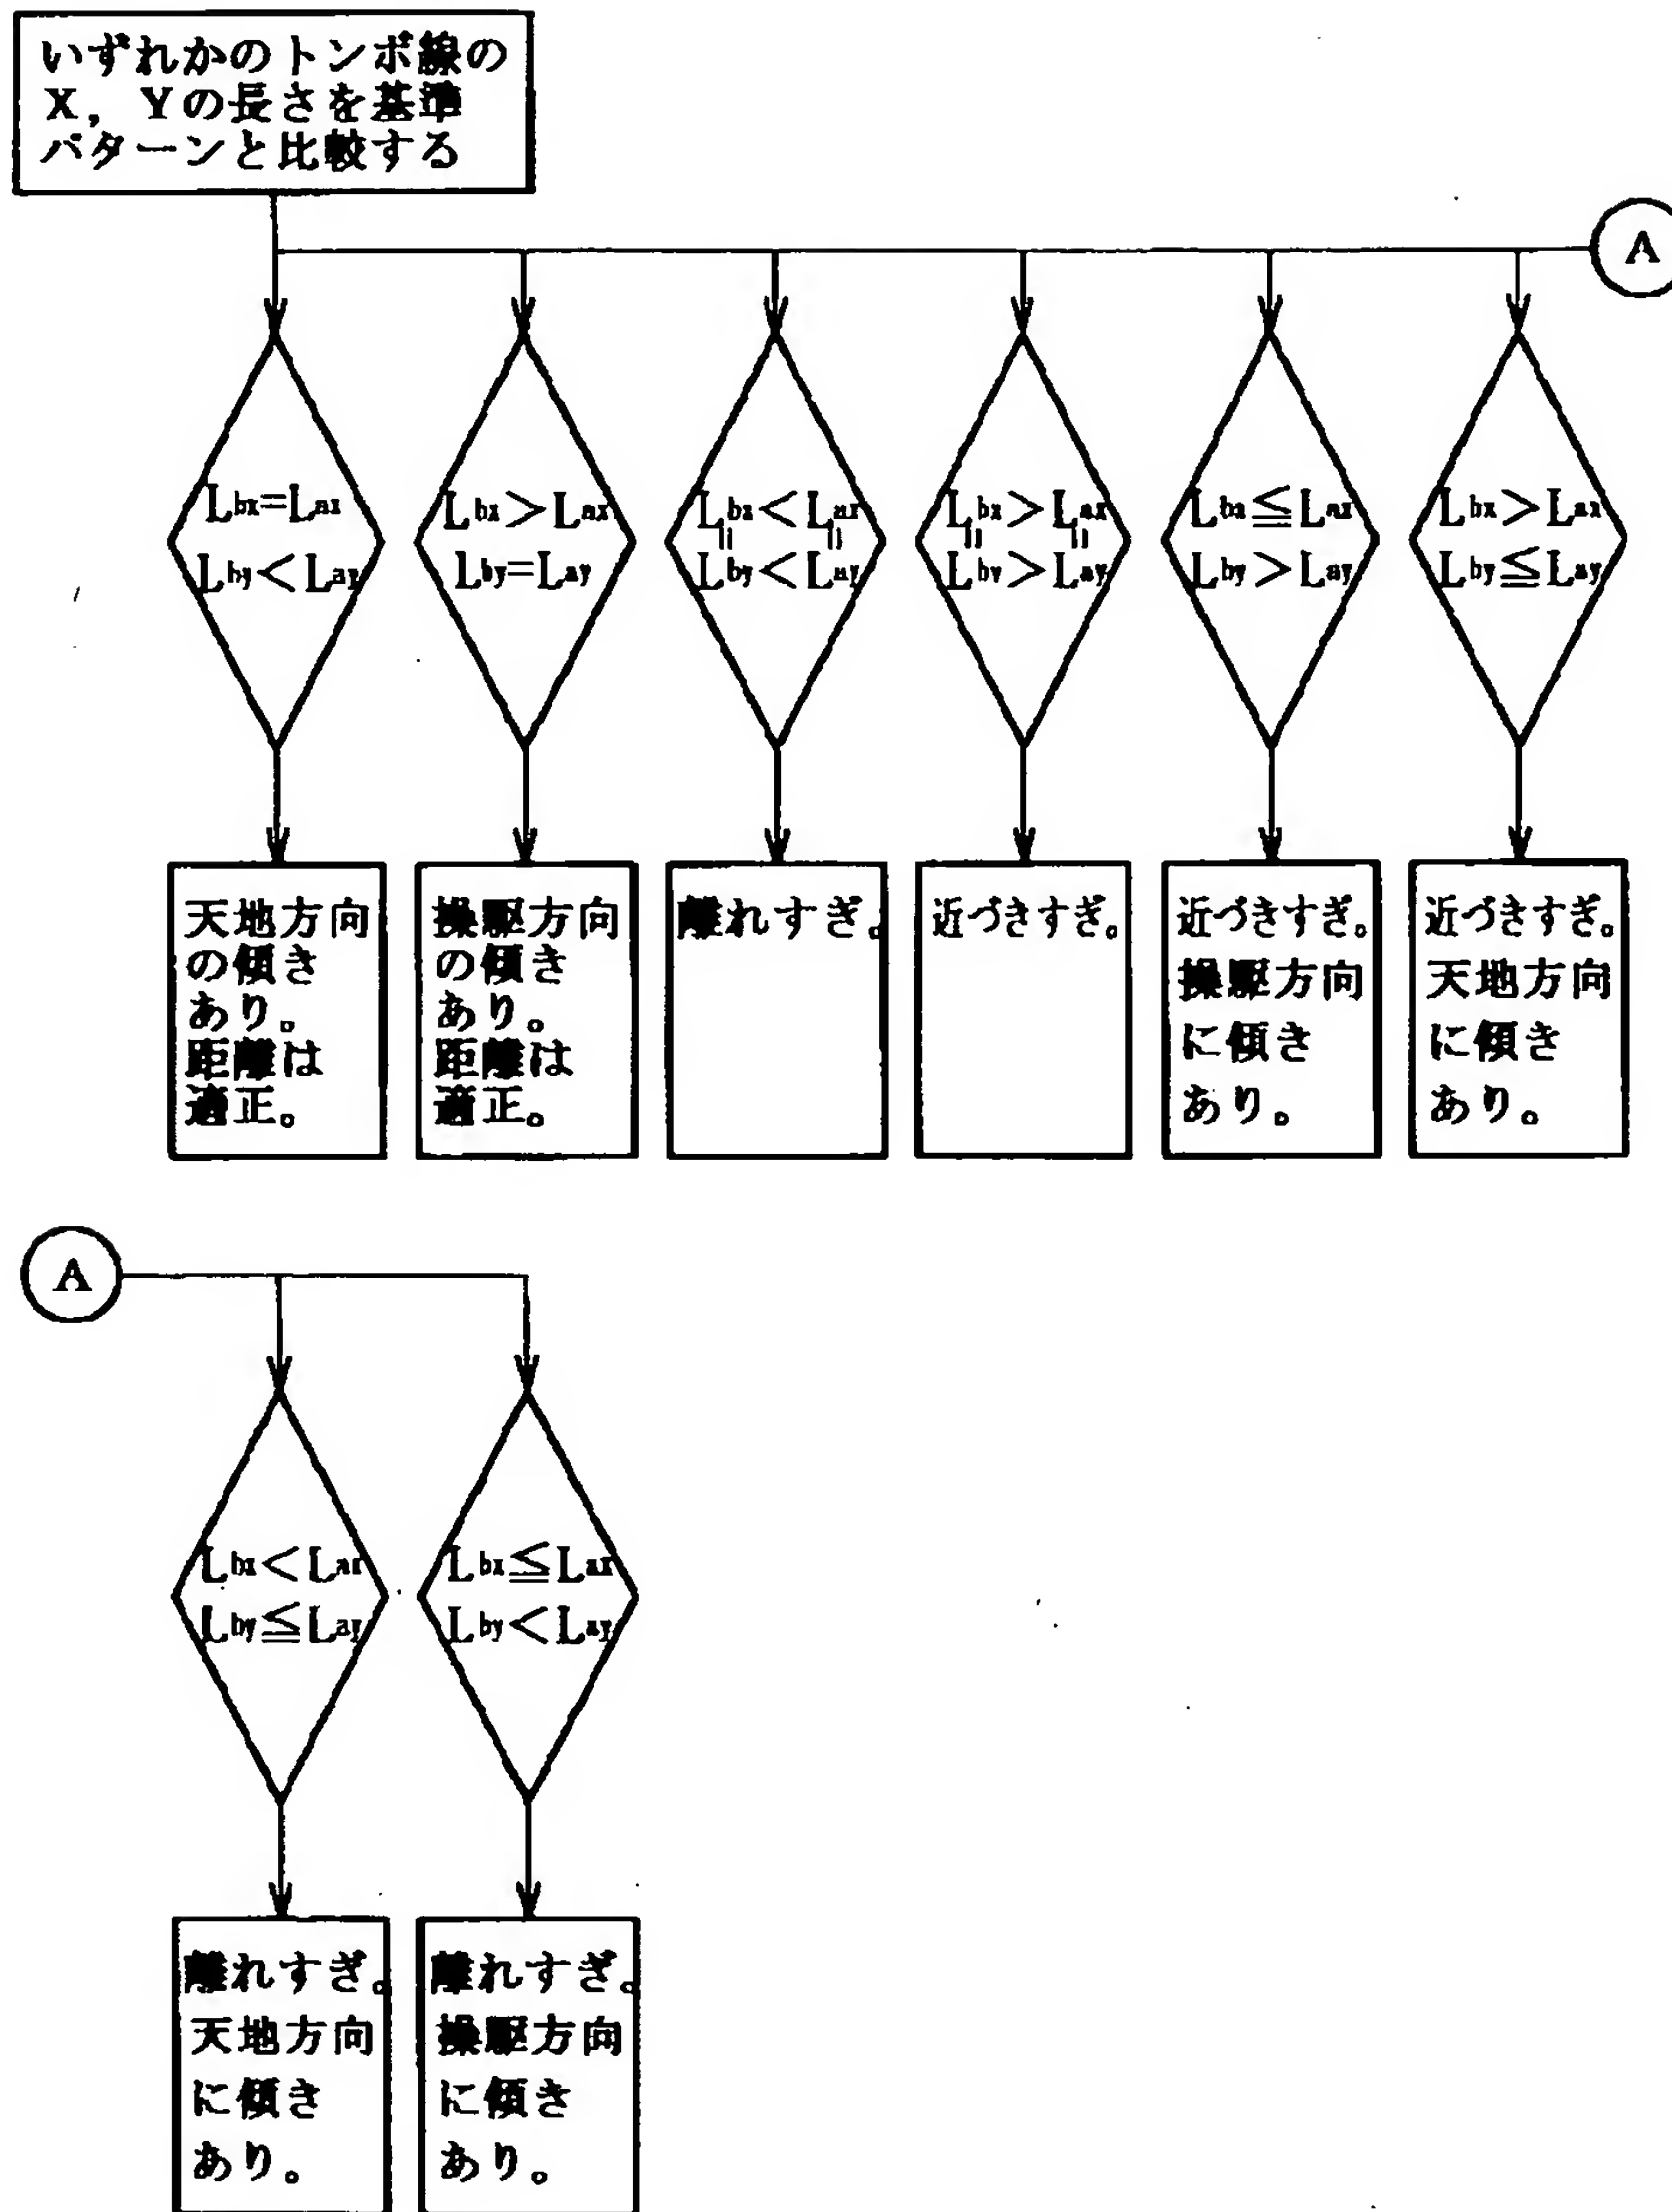 いずれかのトンボ線の
X，Yの長さを基準
パターンと比較する
A
Lbx=Lax
Lby<Lay
Lbx>Lax
Lby=Lay
Lbx<Lax
|| ||
Lby<Lay
Lbx>Lax
|| ||
Lby>Lay
Lbx≦Lax
Lby>Lay
Lbx>Lax
Lby≦Lay
天地方向
の傾き
あり。
距離は
適正。
操駆方向
の傾き
あり。
距離は
適正。
離れすぎ。
近づきすぎ。
近づきすぎ。
操駆方向
に傾き
あり。
近づきすぎ。
天地方向
に傾き
あり。
A
Lbx<Lax
Lby≦Lay
Lbx≦Lax
Lby<Lay
離れすぎ。
天地方向
に傾き
あり。
離れすぎ。
操駆方向
に傾き
あり。